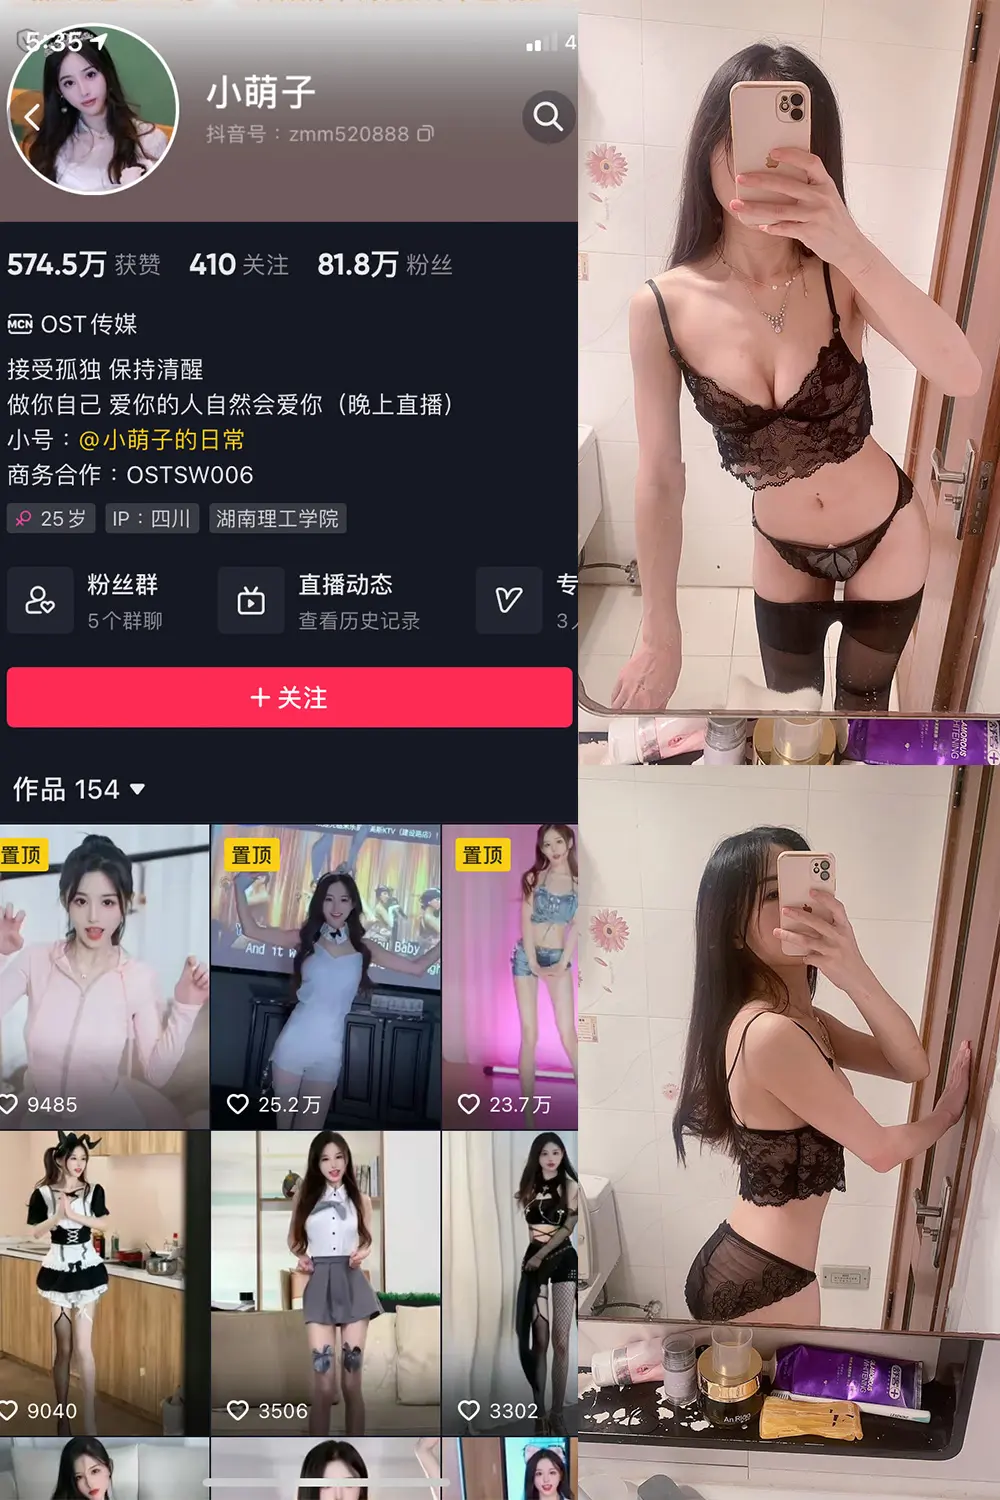 5:35
4
小萌子
抖音号：zmm520888
574.5万 获赞 410 关注 81.8万 粉丝
MCN OST传媒
接受孤独 保持清醒
做你自己 爱你的人自然会爱你（晚上直播）
小号：@小萌子的日常
商务合作：OSTSW006
25岁 IP：四川 湖南理工学院
粉丝群 直播动态 专
5个群聊 查看历史记录 3
+ 关注
作品 154
置顶 置顶 置顶
And it w
u Baby
9485 25.2万 23.7万
9040 3506 3302
GLAMOROUS
WHITENING